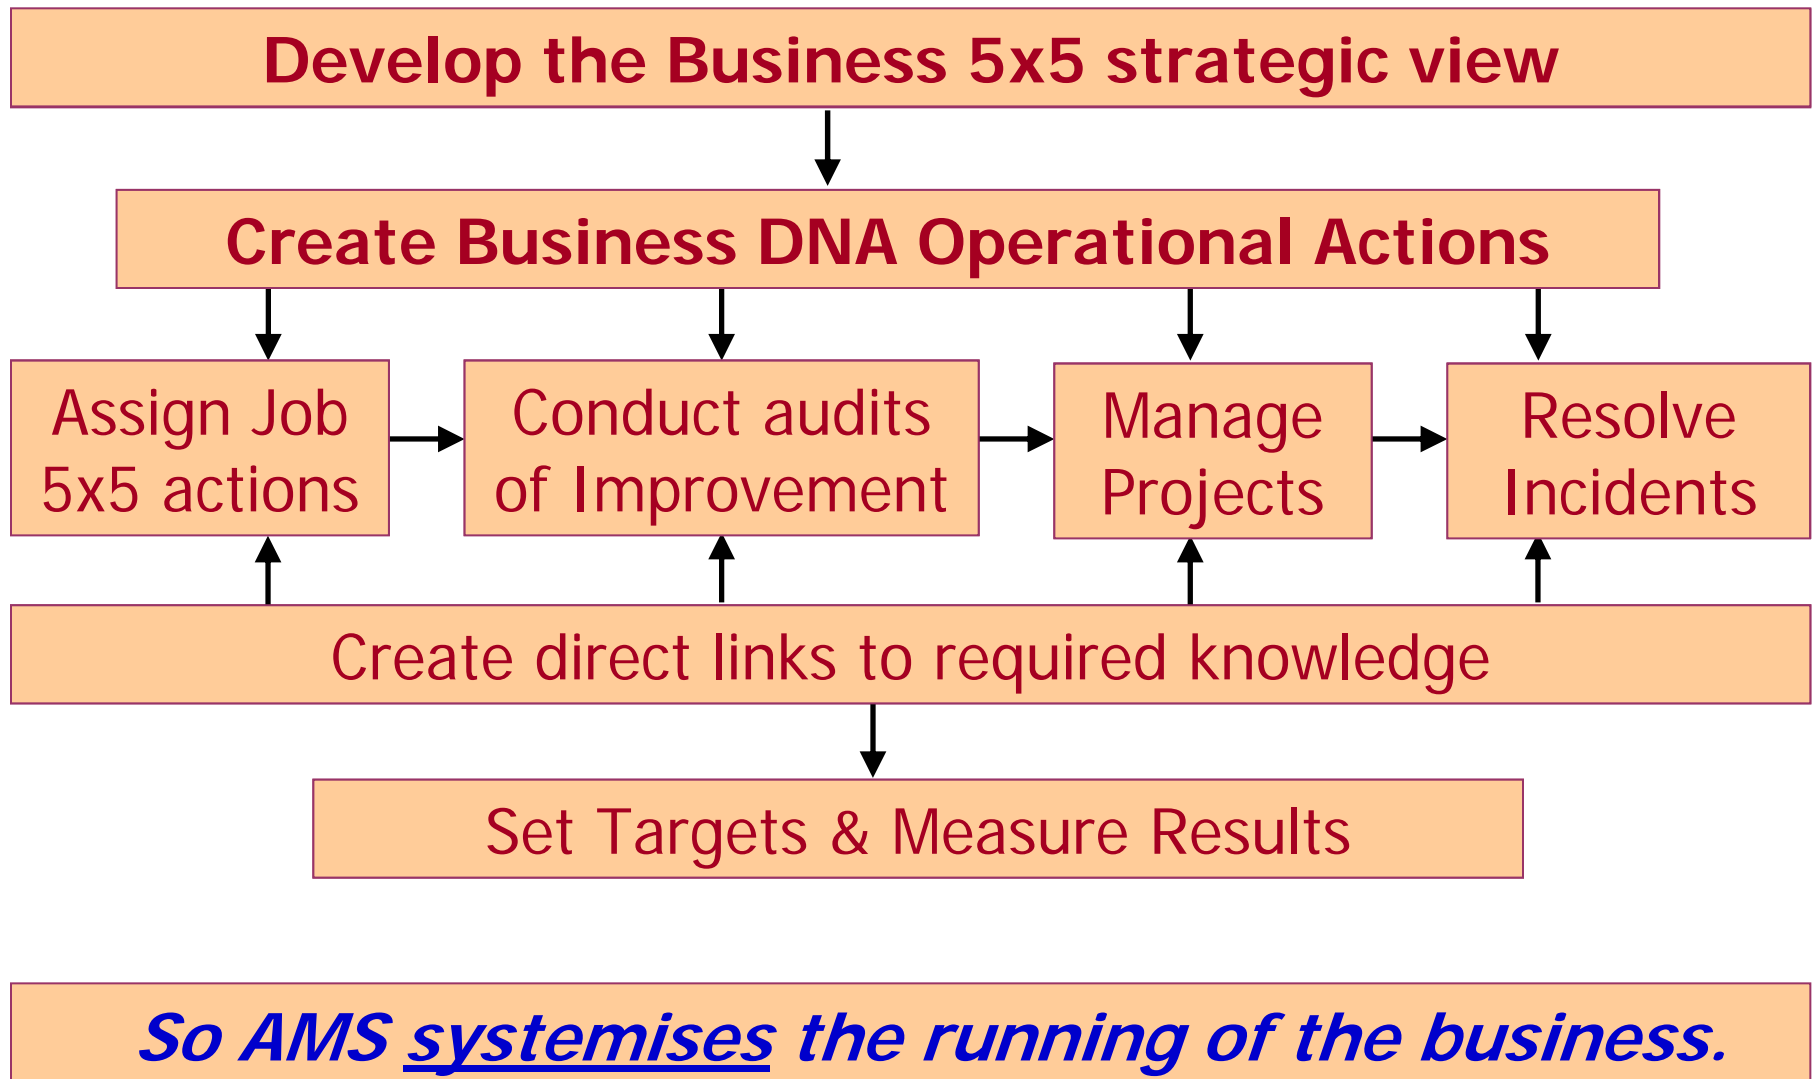 Develop the Business 5x5 strategic view
Create Business DNA Operational Actions
Assign Job
5x5 actions
Conduct audits
of Improvement
Manage
Projects
Resolve
Incidents
Create direct links to required knowledge
Set Targets & Measure Results
So AMS systemises the running of the business.